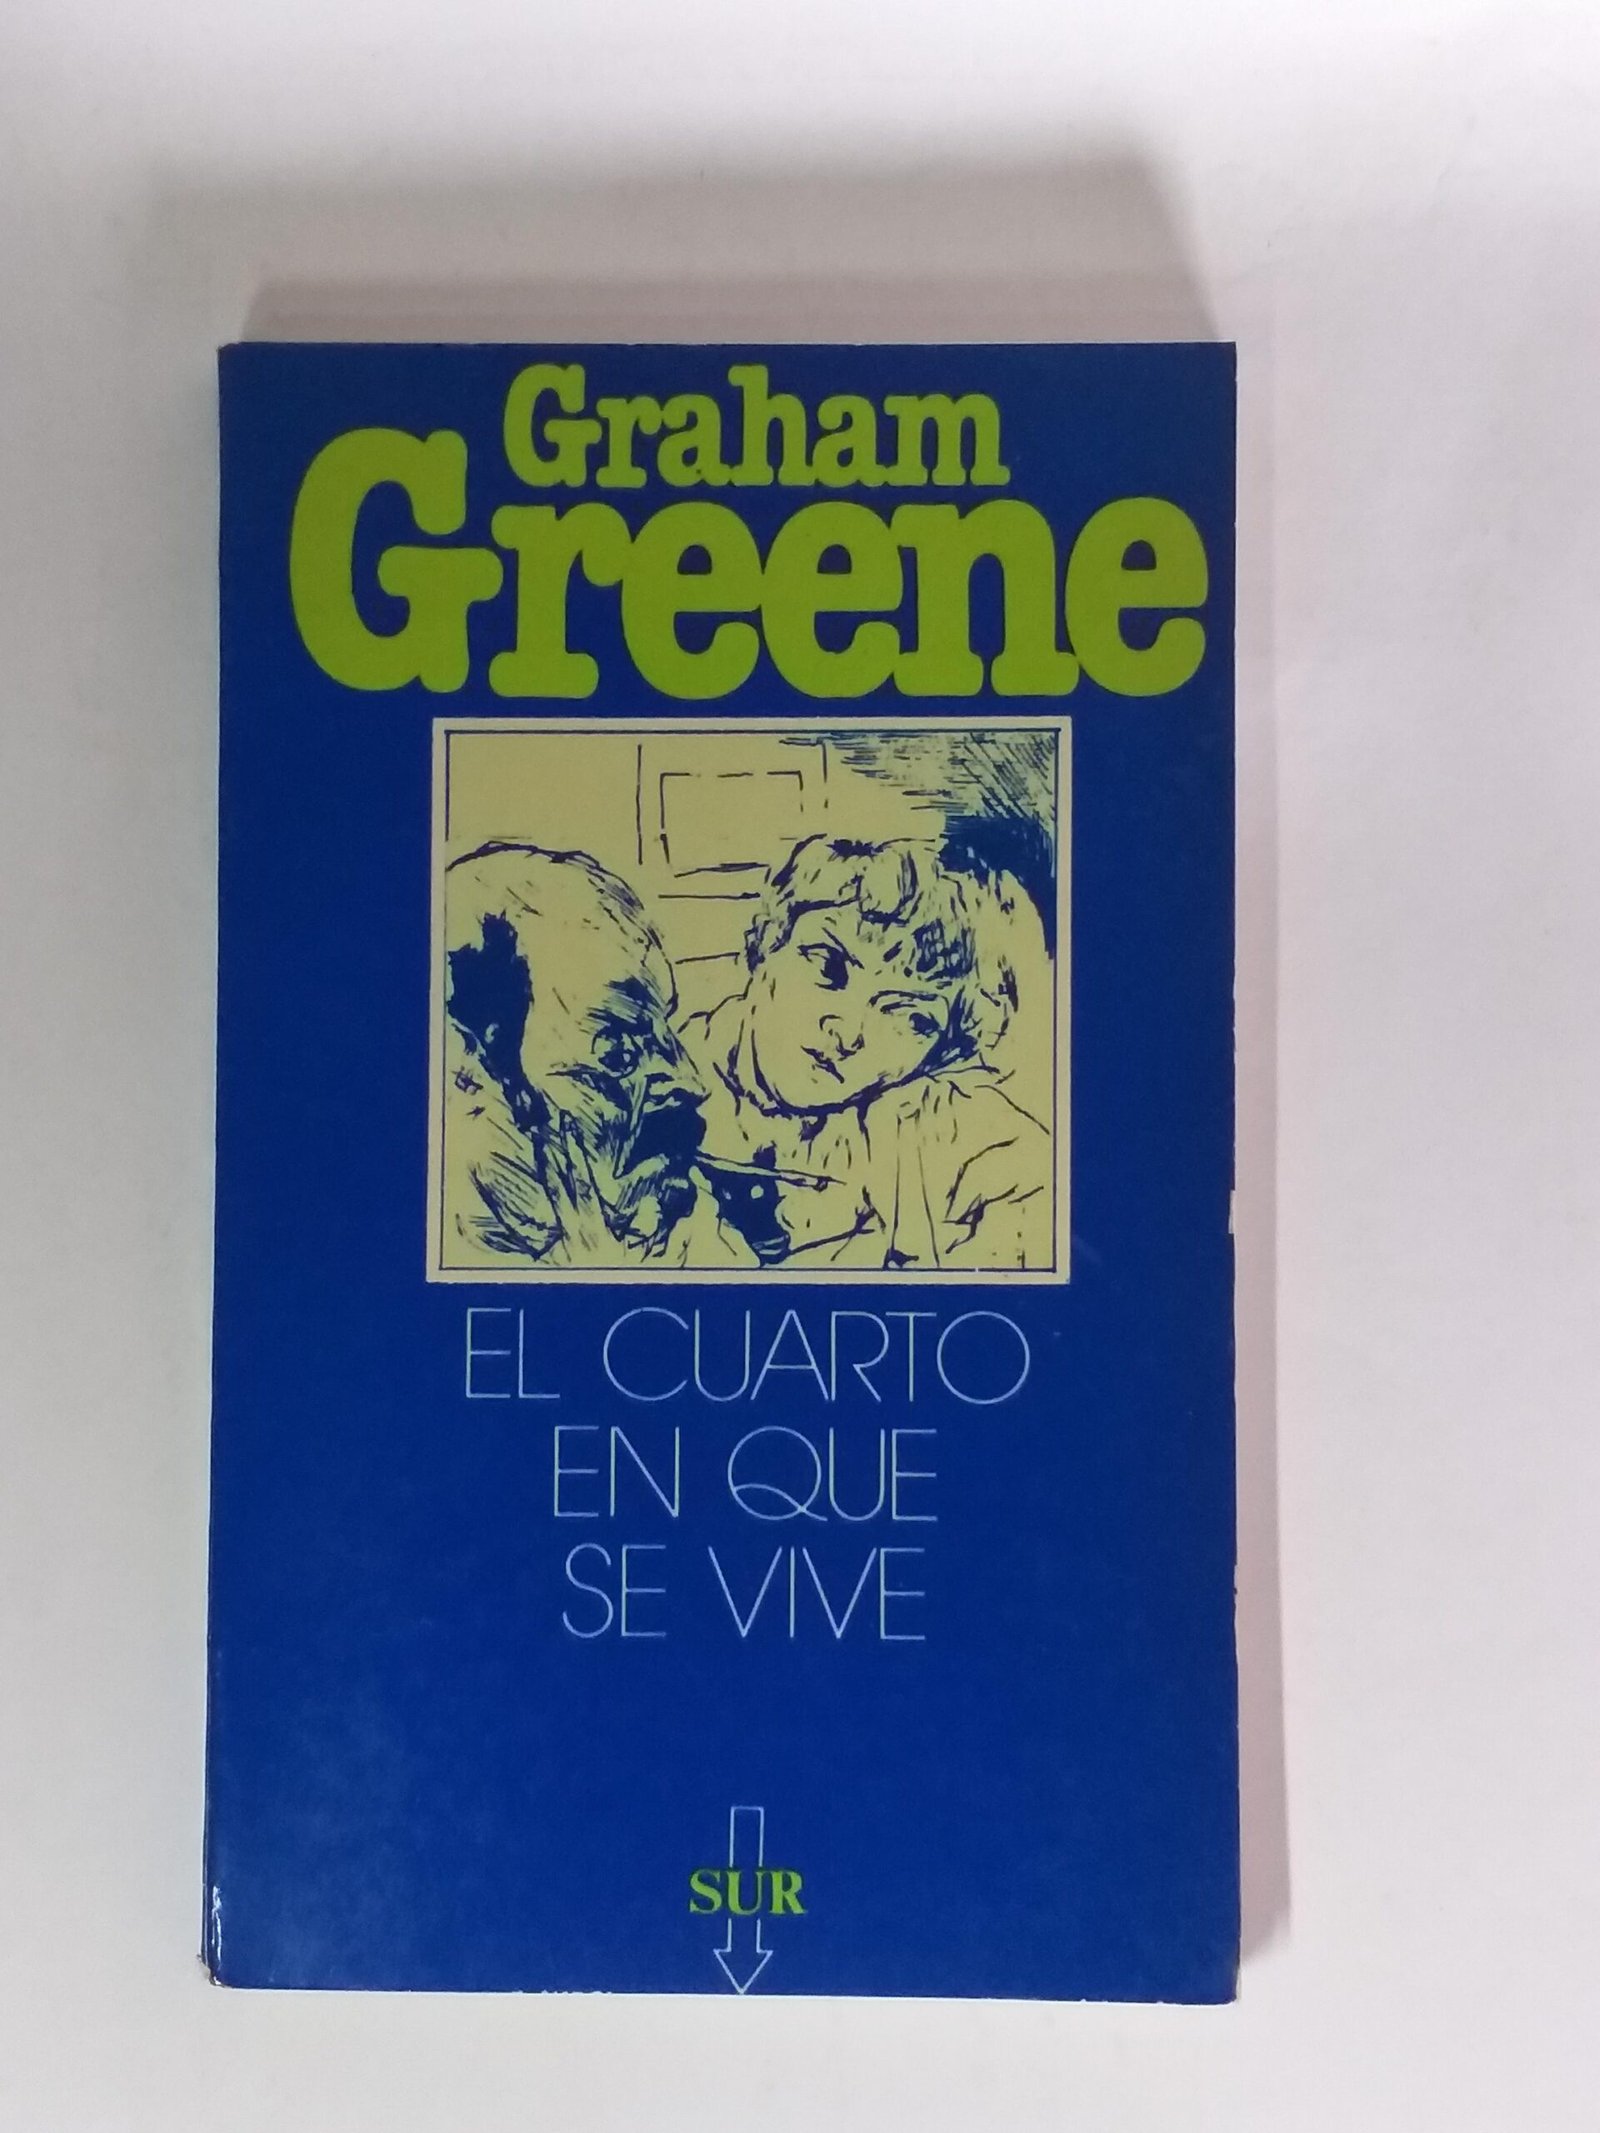 Graham
Greene
EL CUARTO
EN QUE
SE VIVE
SUR